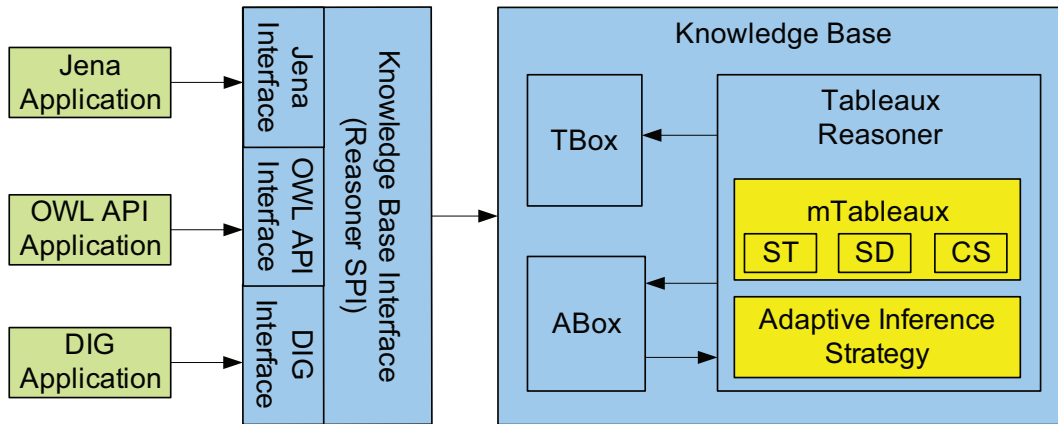 Jena
Application
OWL API
Application
DIG
Application
Jena
Interface
OWL API
Interface
DIG
Interface
Knowledge Base Interface
(Reasoner SPI)
Knowledge Base
TBox
ABox
Tableaux
Reasoner
mTableaux
ST SD CS
Adaptive Inference
Strategy